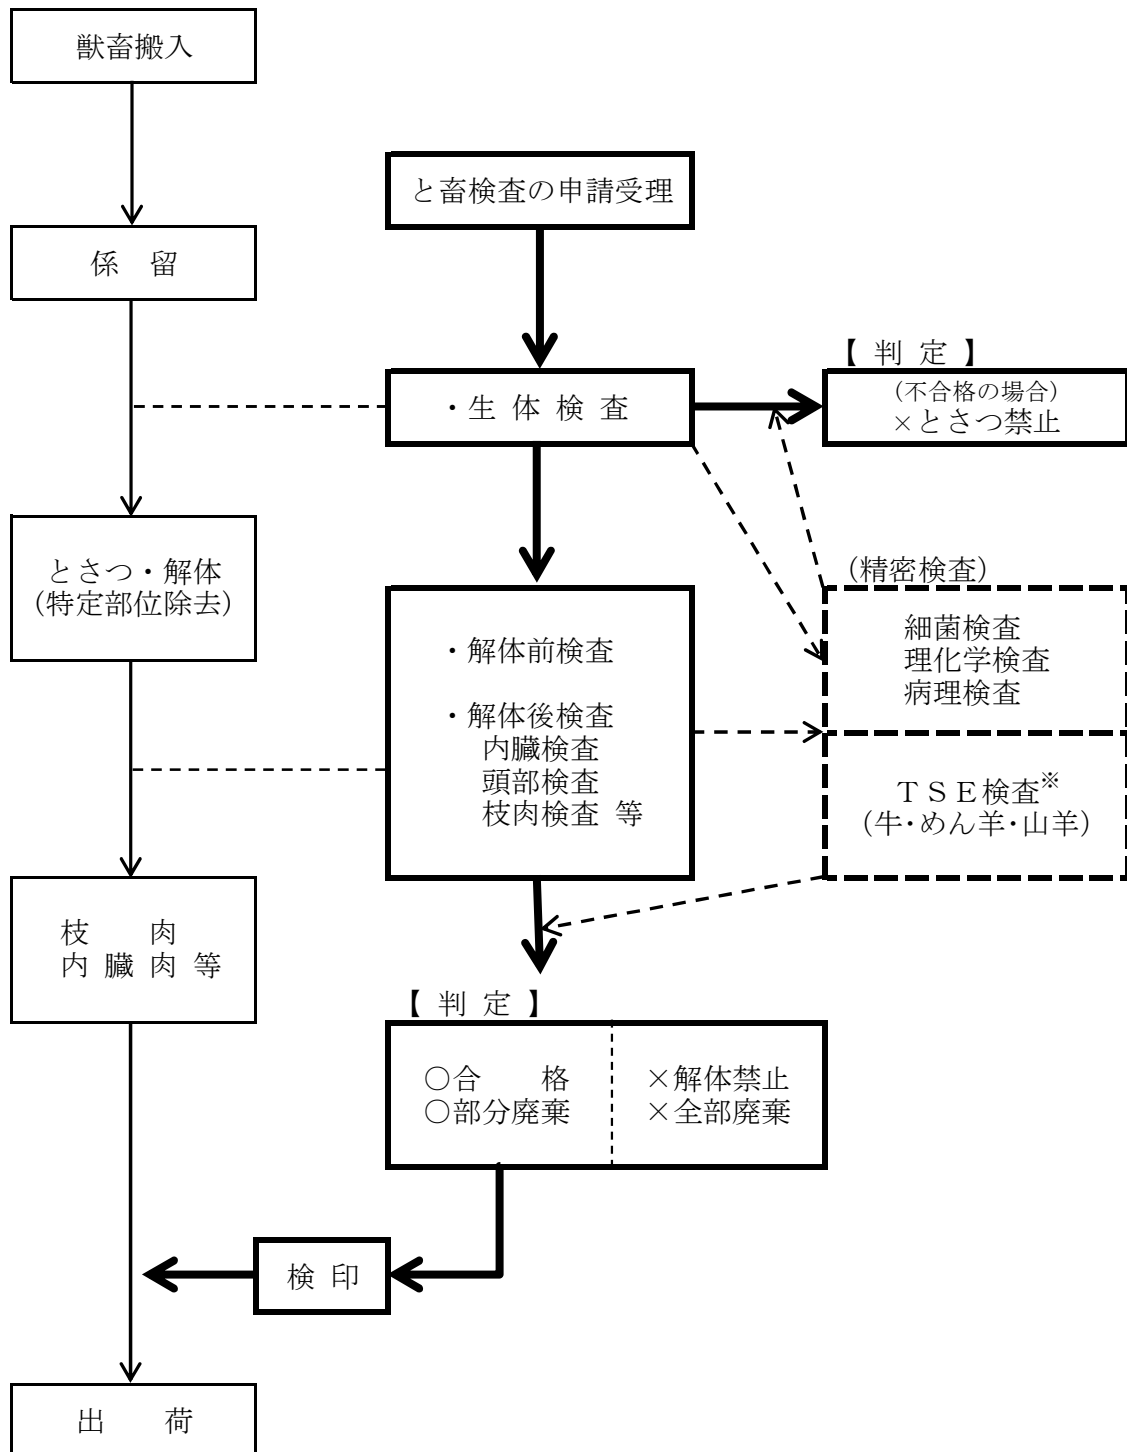 獣畜搬入
と畜検査の申請受理
係　留
【 判 定 】
・生 体 検 査
（不合格の場合）
×とさつ禁止
とさつ・解体
（特定部位除去）
（精密検査）
細菌検査
理化学検査
病理検査
・解体前検査
・解体後検査
内臓検査
頭部検査
枝肉検査 等
ＴＳＥ検査※
（牛・めん羊・山羊）
枝　　肉
内 臓 肉 等
【 判 定 】
○合　　格
○部分廃棄
×解体禁止
×全部廃棄
検 印
出　　荷